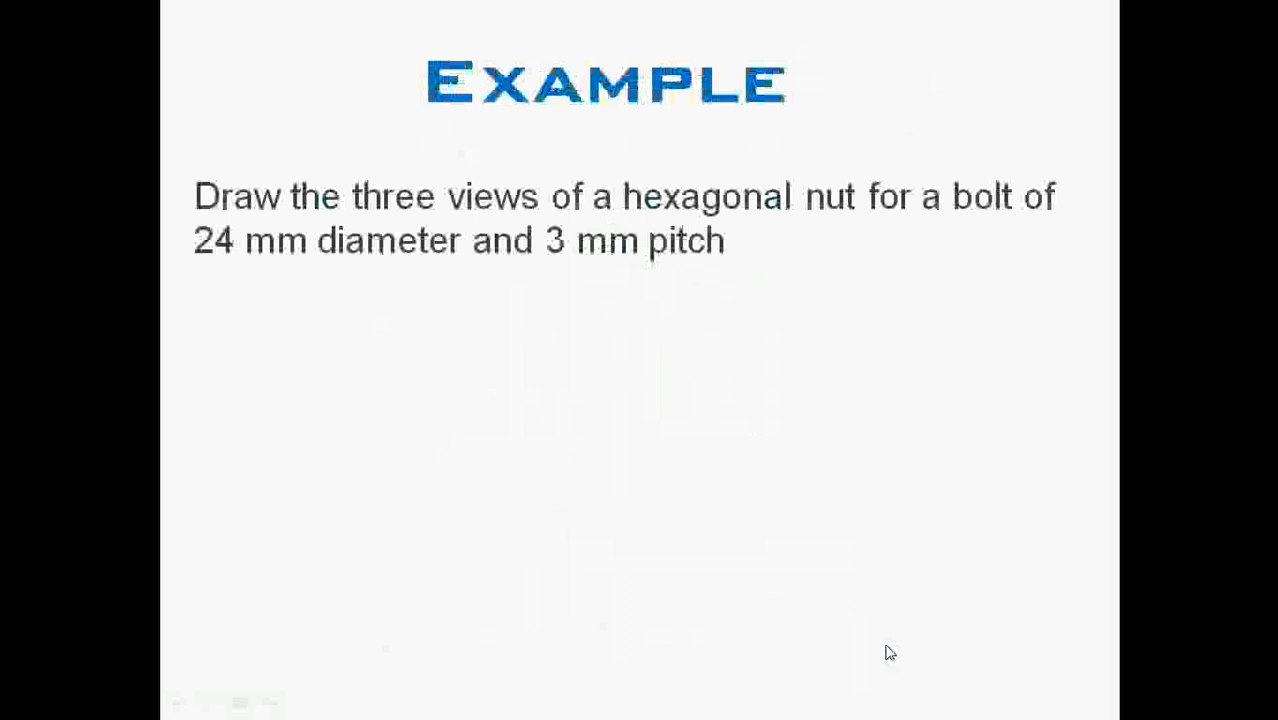 EXAMPLE
Draw the three views of a hexagonal nut for a bolt of
24 mm diameter and 3 mm pitch